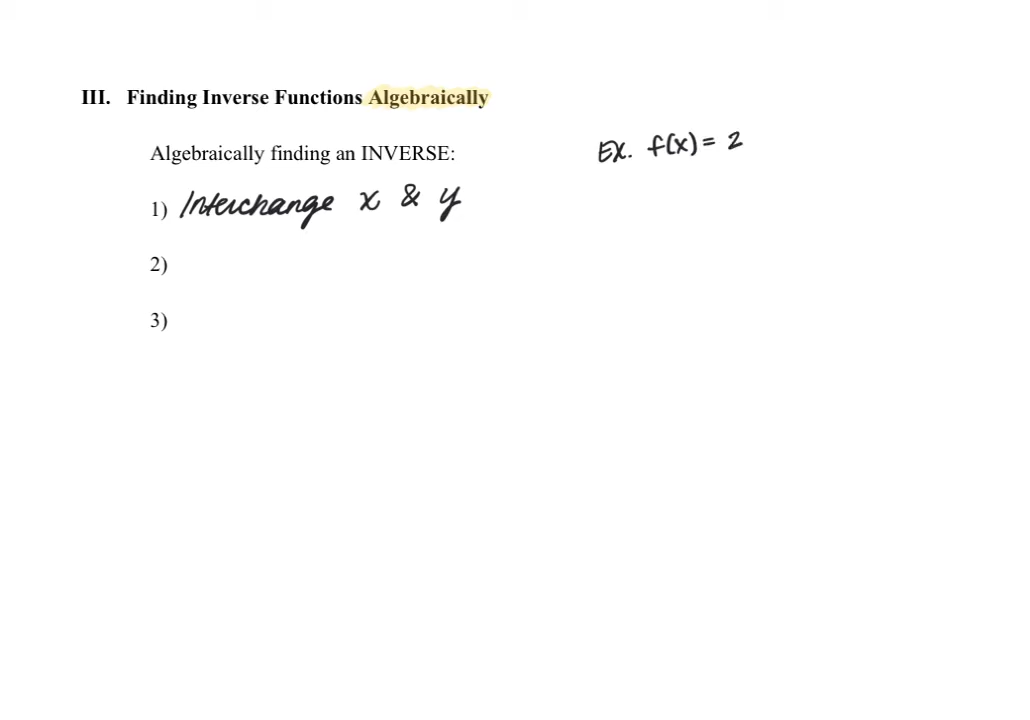 III. Finding Inverse Functions Algebraically
Algebraically finding an INVERSE:
Ex. f(x) = 2
1) Interchange x & y
2)
3)